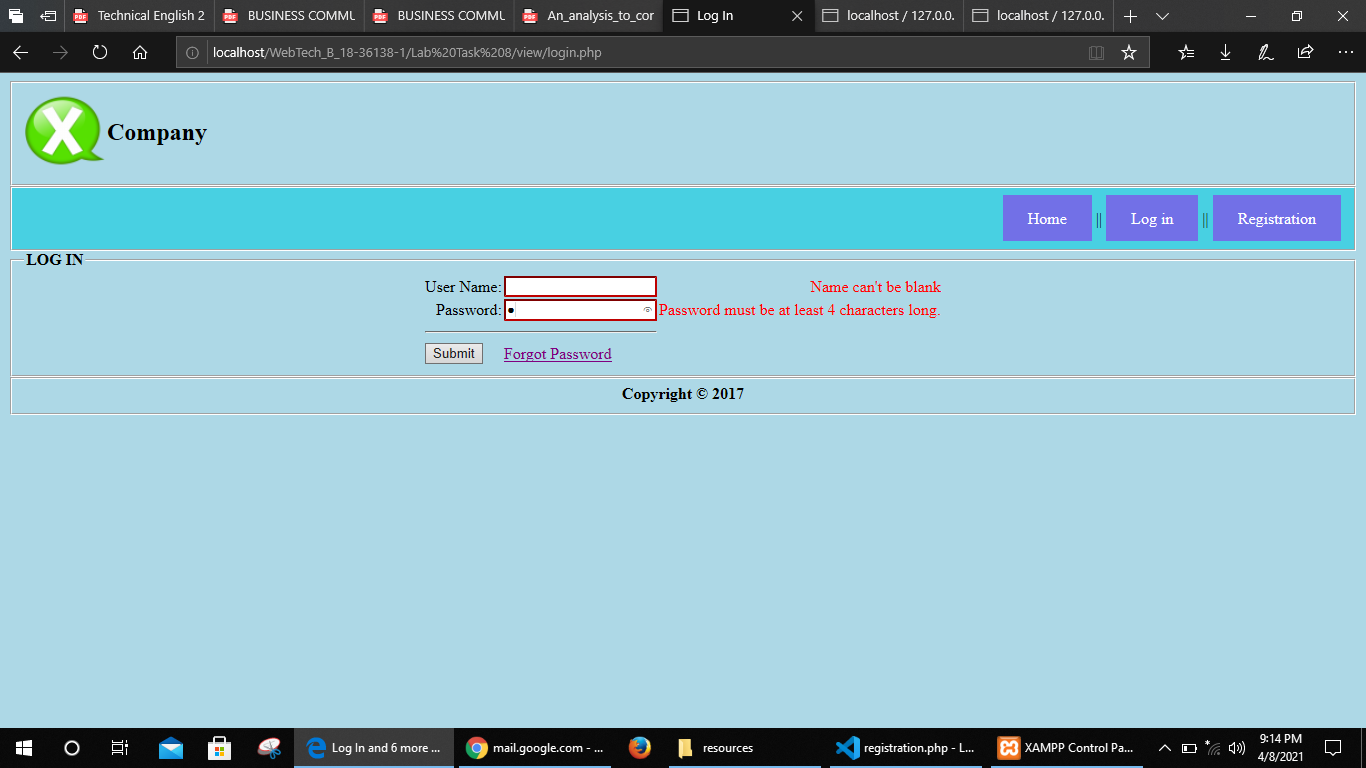 Technical English 2
BUSINESS COMMU
BUSINESS COMMU
An_analysis_to_cor
Log In
localhost / 127.0.0.
localhost / 127.0.0.
localhost/WebTech_B_18-36138-1/Lab%20Task%208/view/login.php
X Company
Home || Log in || Registration
LOG IN
User Name: Name can't be blank
Password: Password must be at least 4 characters long.
Submit Forgot Password
Copyright © 2017
Log In and 6 more ...
mail.google.com - ...
resources
registration.php - L...
XAMPP Control Pa...
9:14 PM
4/8/2021